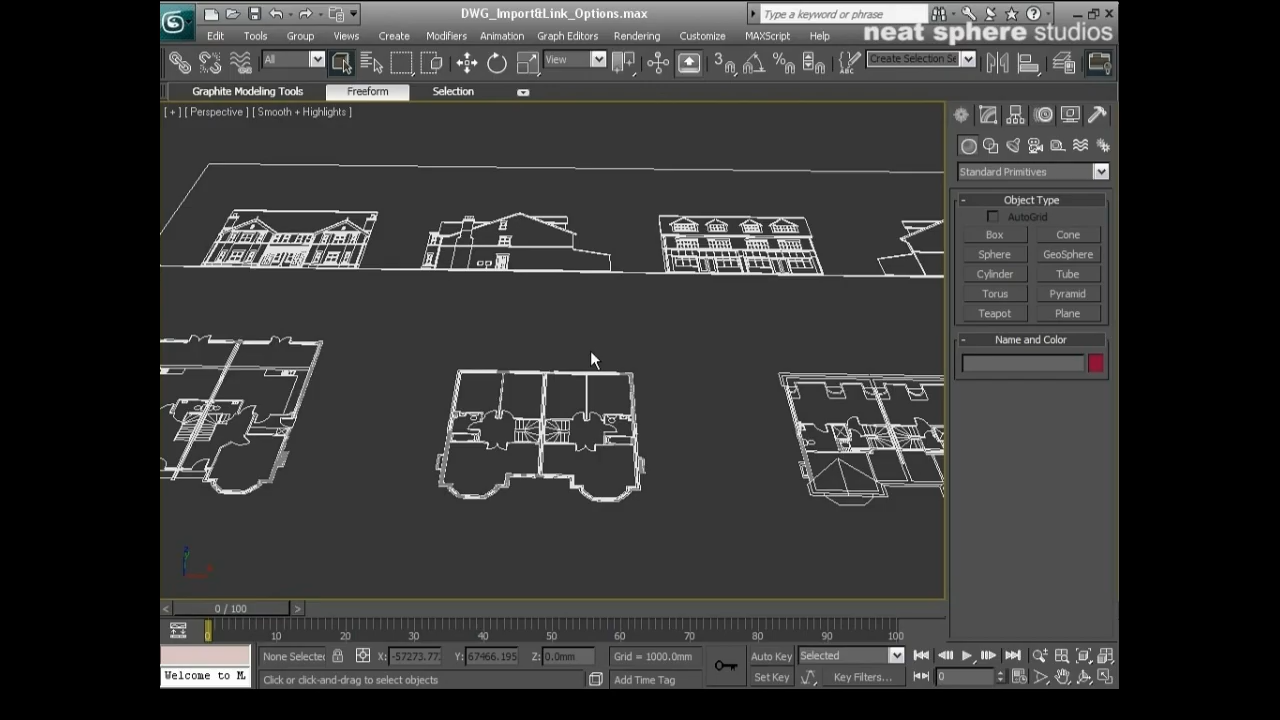 DWG_Import&Link_Options.max
Type a keyword or phrase
Edit Tools Group Views Create Modifiers Animation Graph Editors Rendering Customize MAXScript Help
neat sphere studios
All
View
3
Create Selection Se
Graphite Modeling Tools Freeform Selection
[ + ] [ Perspective ] [ Smooth + Highlights ]
Standard Primitives
- Object Type
AutoGrid
Box Cone
Sphere GeoSphere
Cylinder Tube
Torus Pyramid
Teapot Plane
- Name and Color
< 0 / 100 >
0 10 20 30 40 50 60 70 80 90 100
None Selected X: -57273.77 Y: 67466.195 Z: 0.0mm Grid = 1000.0mm Auto Key Selected
Welcome to M Click or click-and-drag to select objects Add Time Tag Set Key Key Filters... 0